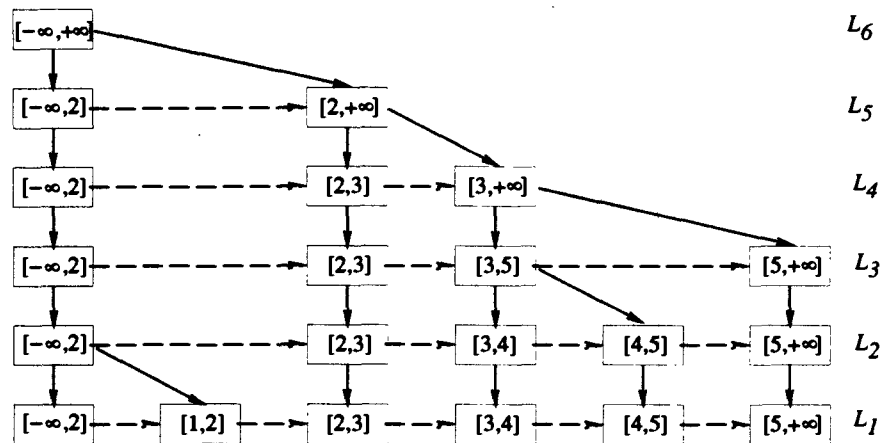 [−∞,+∞] L6
[−∞,2] [2,+∞] L5
[−∞,2] [2,3] [3,+∞] L4
[−∞,2] [2,3] [3,5] [5,+∞] L3
[−∞,2] [2,3] [3,4] [4,5] [5,+∞] L2
[−∞,2] [1,2] [2,3] [3,4] [4,5] [5,+∞] L1